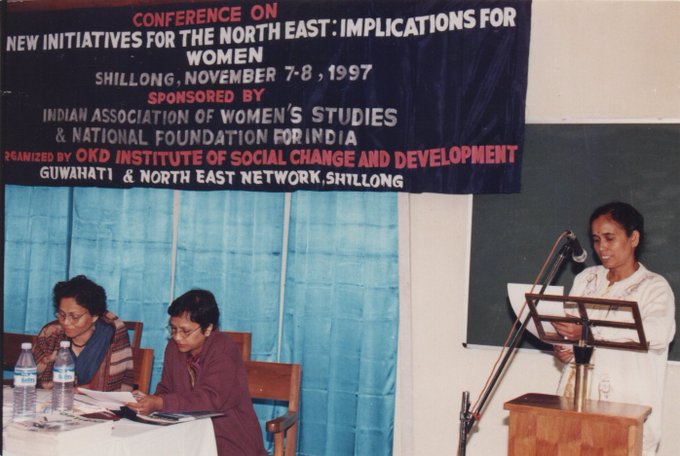 CONFERENCE ON
NEW INITIATIVES FOR THE NORTH EAST: IMPLICATIONS FOR
WOMEN
SHILLONG, NOVEMBER 7-8, 1997
SPONSORED BY
INDIAN ASSOCIATION OF WOMEN'S STUDIES
& NATIONAL FOUNDATION FOR INDIA
ORGANIZED BY OKD INSTITUTE OF SOCIAL CHANGE AND DEVELOPMENT
GUWAHATI & NORTH EAST NETWORK, SHILLONG